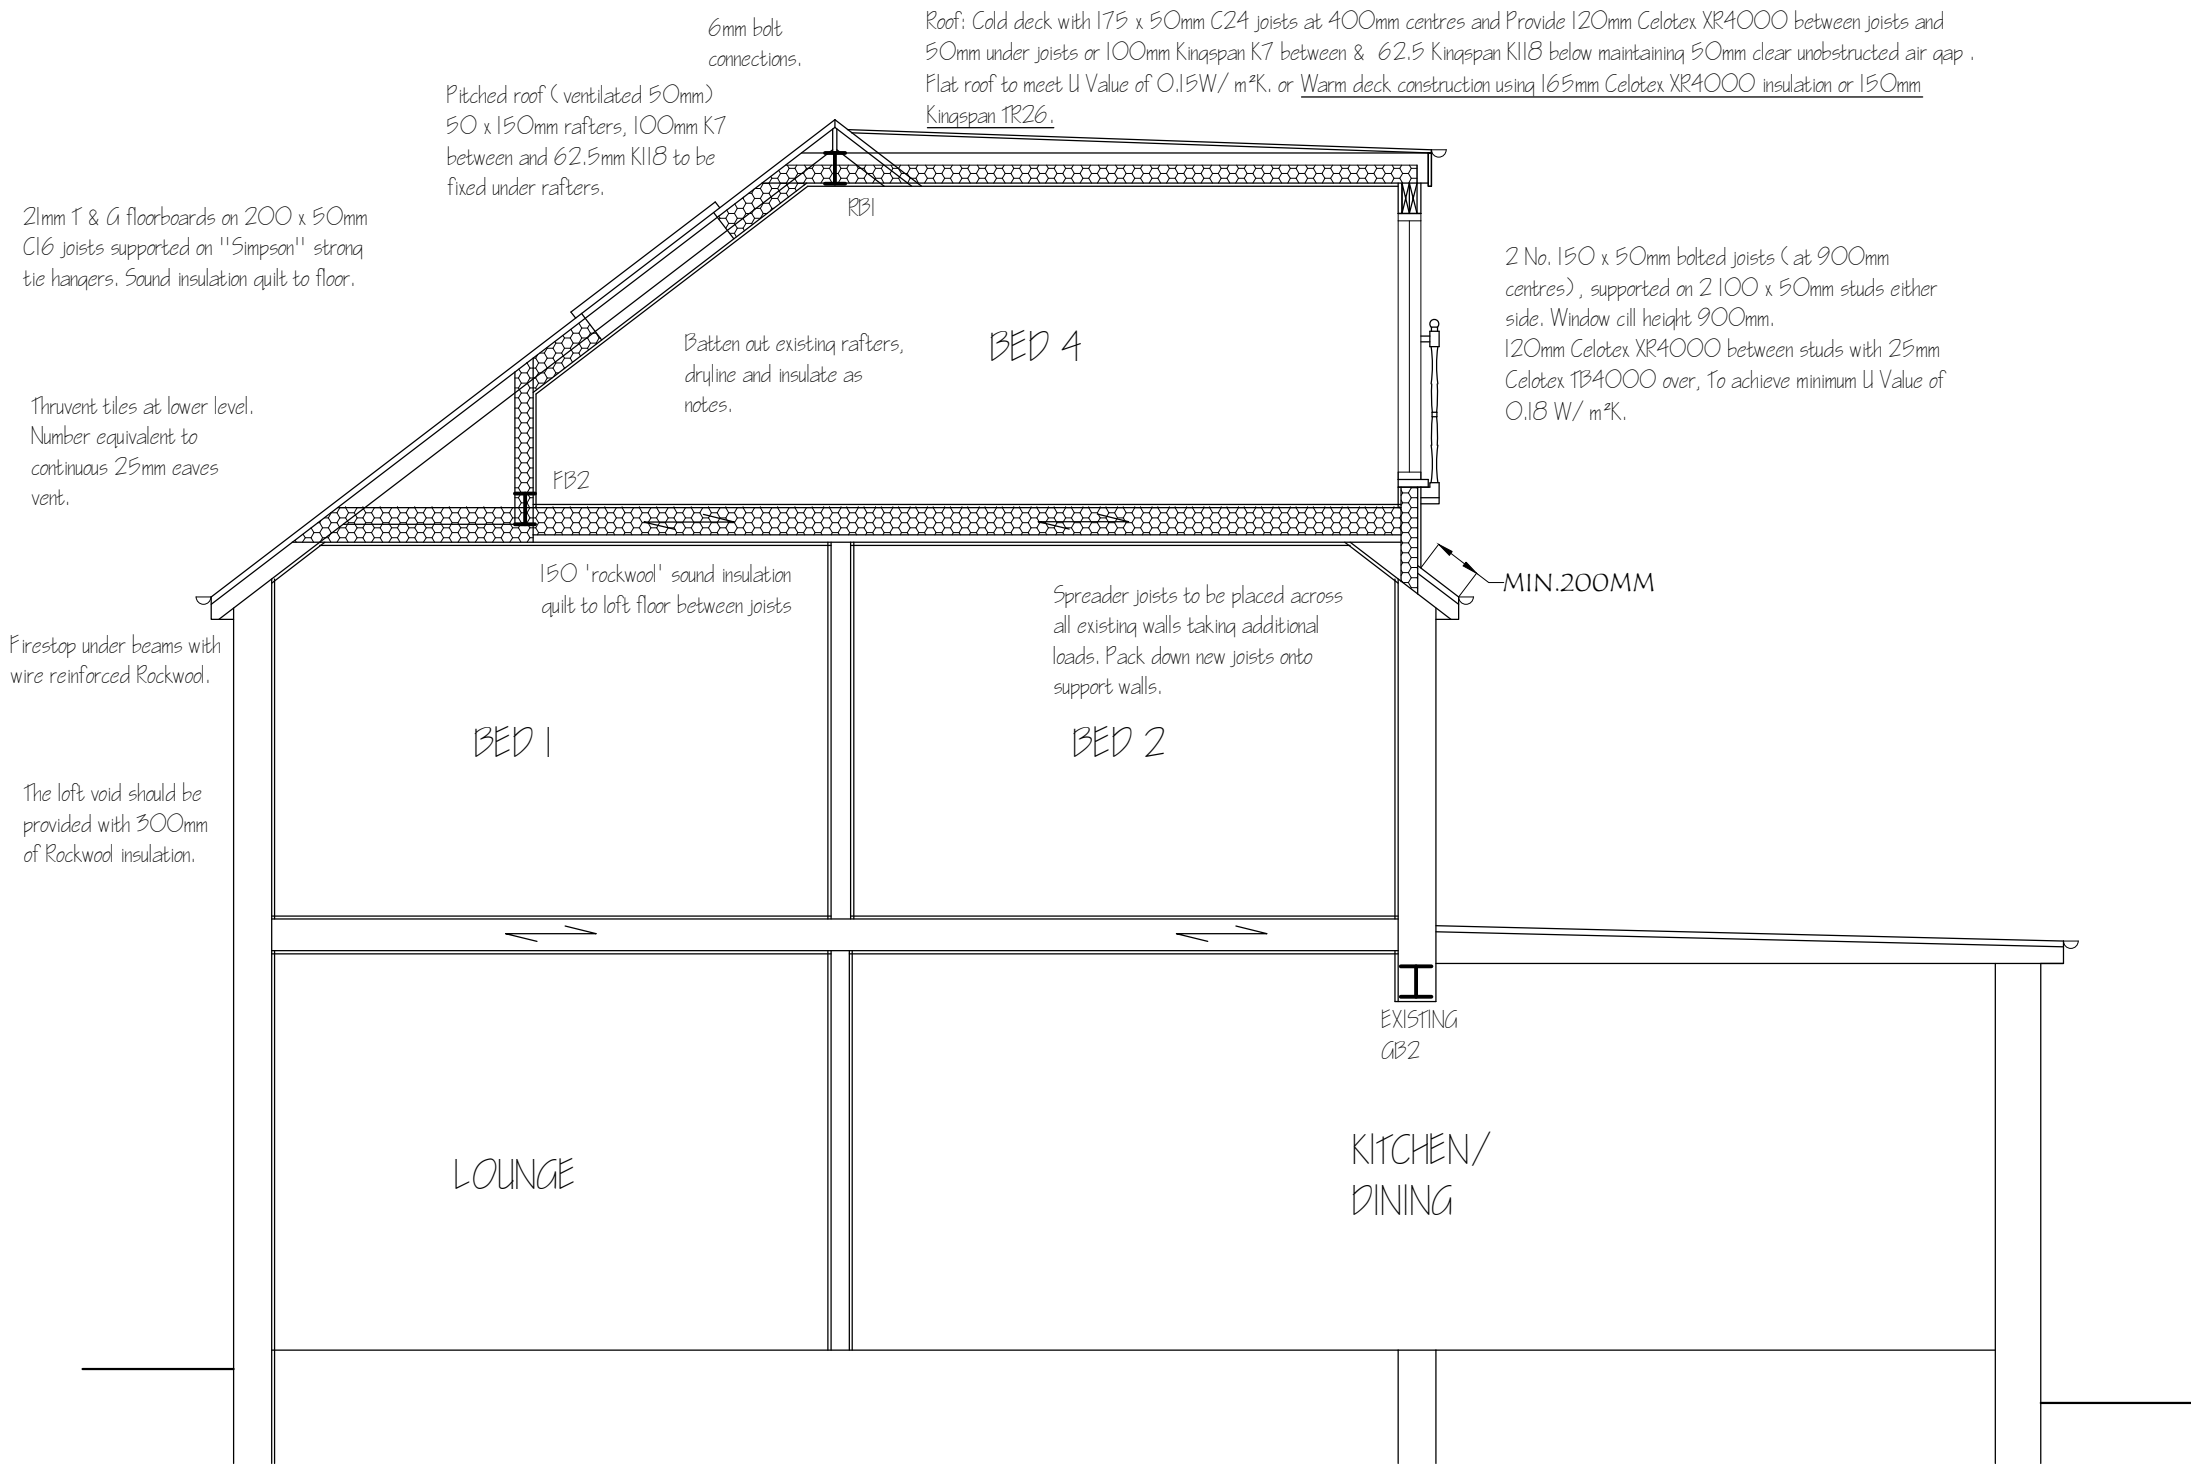 6mm bolt
connections.
Roof: Cold deck with 175 x 50mm C24 joists at 400mm centres and Provide 120mm Celotex XR4000 between joists and
50mm under joists or 100mm Kingspan K7 between & 62.5 Kingspan K118 below maintaining 50mm clear unobstructed air gap .
Flat roof to meet U Value of 0.15W/ m²K. or Warm deck construction using 165mm Celotex XR4000 insulation or 150mm
Kingspan TR26.
Pitched roof ( ventilated 50mm)
50 x 150mm rafters, 100mm K7
between and 62.5mm K118 to be
fixed under rafters.
21mm T & G floorboards on 200 x 50mm
C16 joists supported on ''Simpson'' strong
tie hangers. Sound insulation quilt to floor.
RB1
2 No. 150 x 50mm bolted joists ( at 900mm
centres) , supported on 2 100 x 50mm studs either
side. Window cill height 900mm.
120mm Celotex XR4000 between studs with 25mm
Celotex TB4000 over, To achieve minimum U Value of
0.18 W/ m²K.
Batten out existing rafters,
dryline and insulate as
notes.
BED 4
Thruvent tiles at lower level.
Number equivalent to
continuous 25mm eaves
vent.
FB2
150 'rockwool' sound insulation
quilt to loft floor between joists
Spreader joists to be placed across
all existing walls taking additional
loads. Pack down new joists onto
support walls.
MIN.200MM
Firestop under beams with
wire reinforced Rockwool.
BED 1
BED 2
The loft void should be
provided with 300mm
of Rockwool insulation.
EXISTING
GB2
LOUNGE
KITCHEN/
DINING